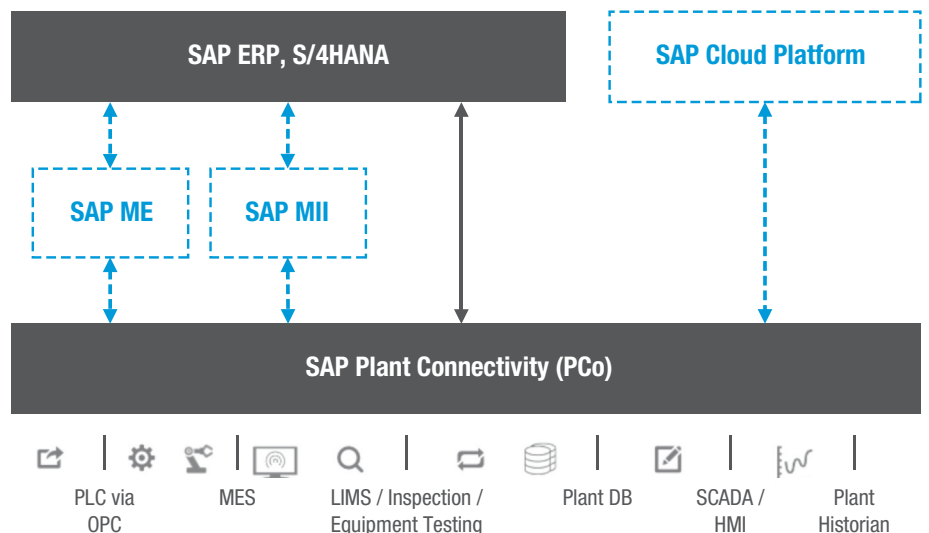 SAP ERP, S/4HANA
SAP Cloud Platform
SAP ME
SAP MII
SAP Plant Connectivity (PCo)
PLC via
OPC
MES
LIMS / Inspection /
Equipment Testing
Plant DB
SCADA /
HMI
Plant
Historian